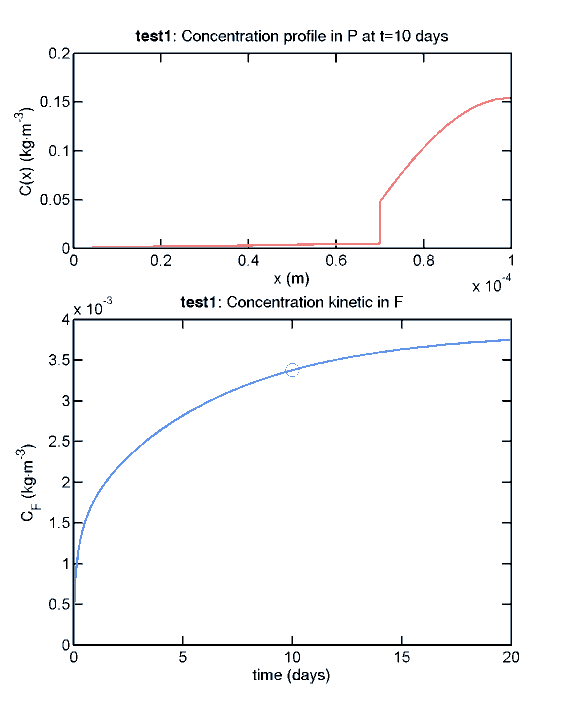 test1: Concentration profile in P at t=10 days
0.2
0.15
0.1
0.05
0
C(x) (kg·m⁻³)
0 0.2 0.4 0.6 0.8 1
x (m)
x 10⁻⁴
test1: Concentration kinetic in F
x 10⁻³
4
3.5
3
2.5
2
1.5
1
0.5
0
C_F (kg·m⁻³)
0 5 10 15 20
time (days)